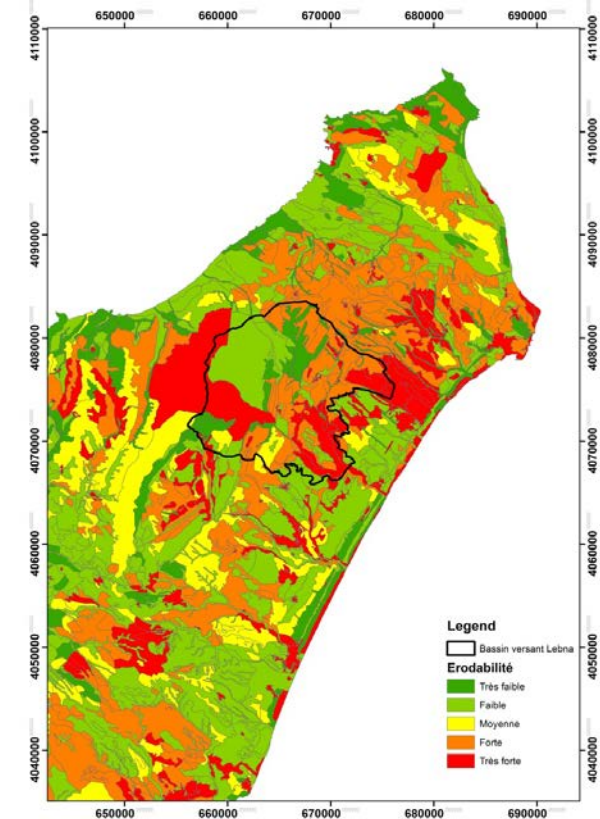 650000 660000 670000 680000 690000
4110000 4110000
4100000 4100000
4090000 4090000
4080000 4080000
4070000 4070000
4060000 4060000
Legend
4050000 Bassin versant Lebna 4050000
Erodabilité
Très faible
Faible
Moyenne
4040000 Forte 4040000
Très forte
650000 660000 670000 680000 690000